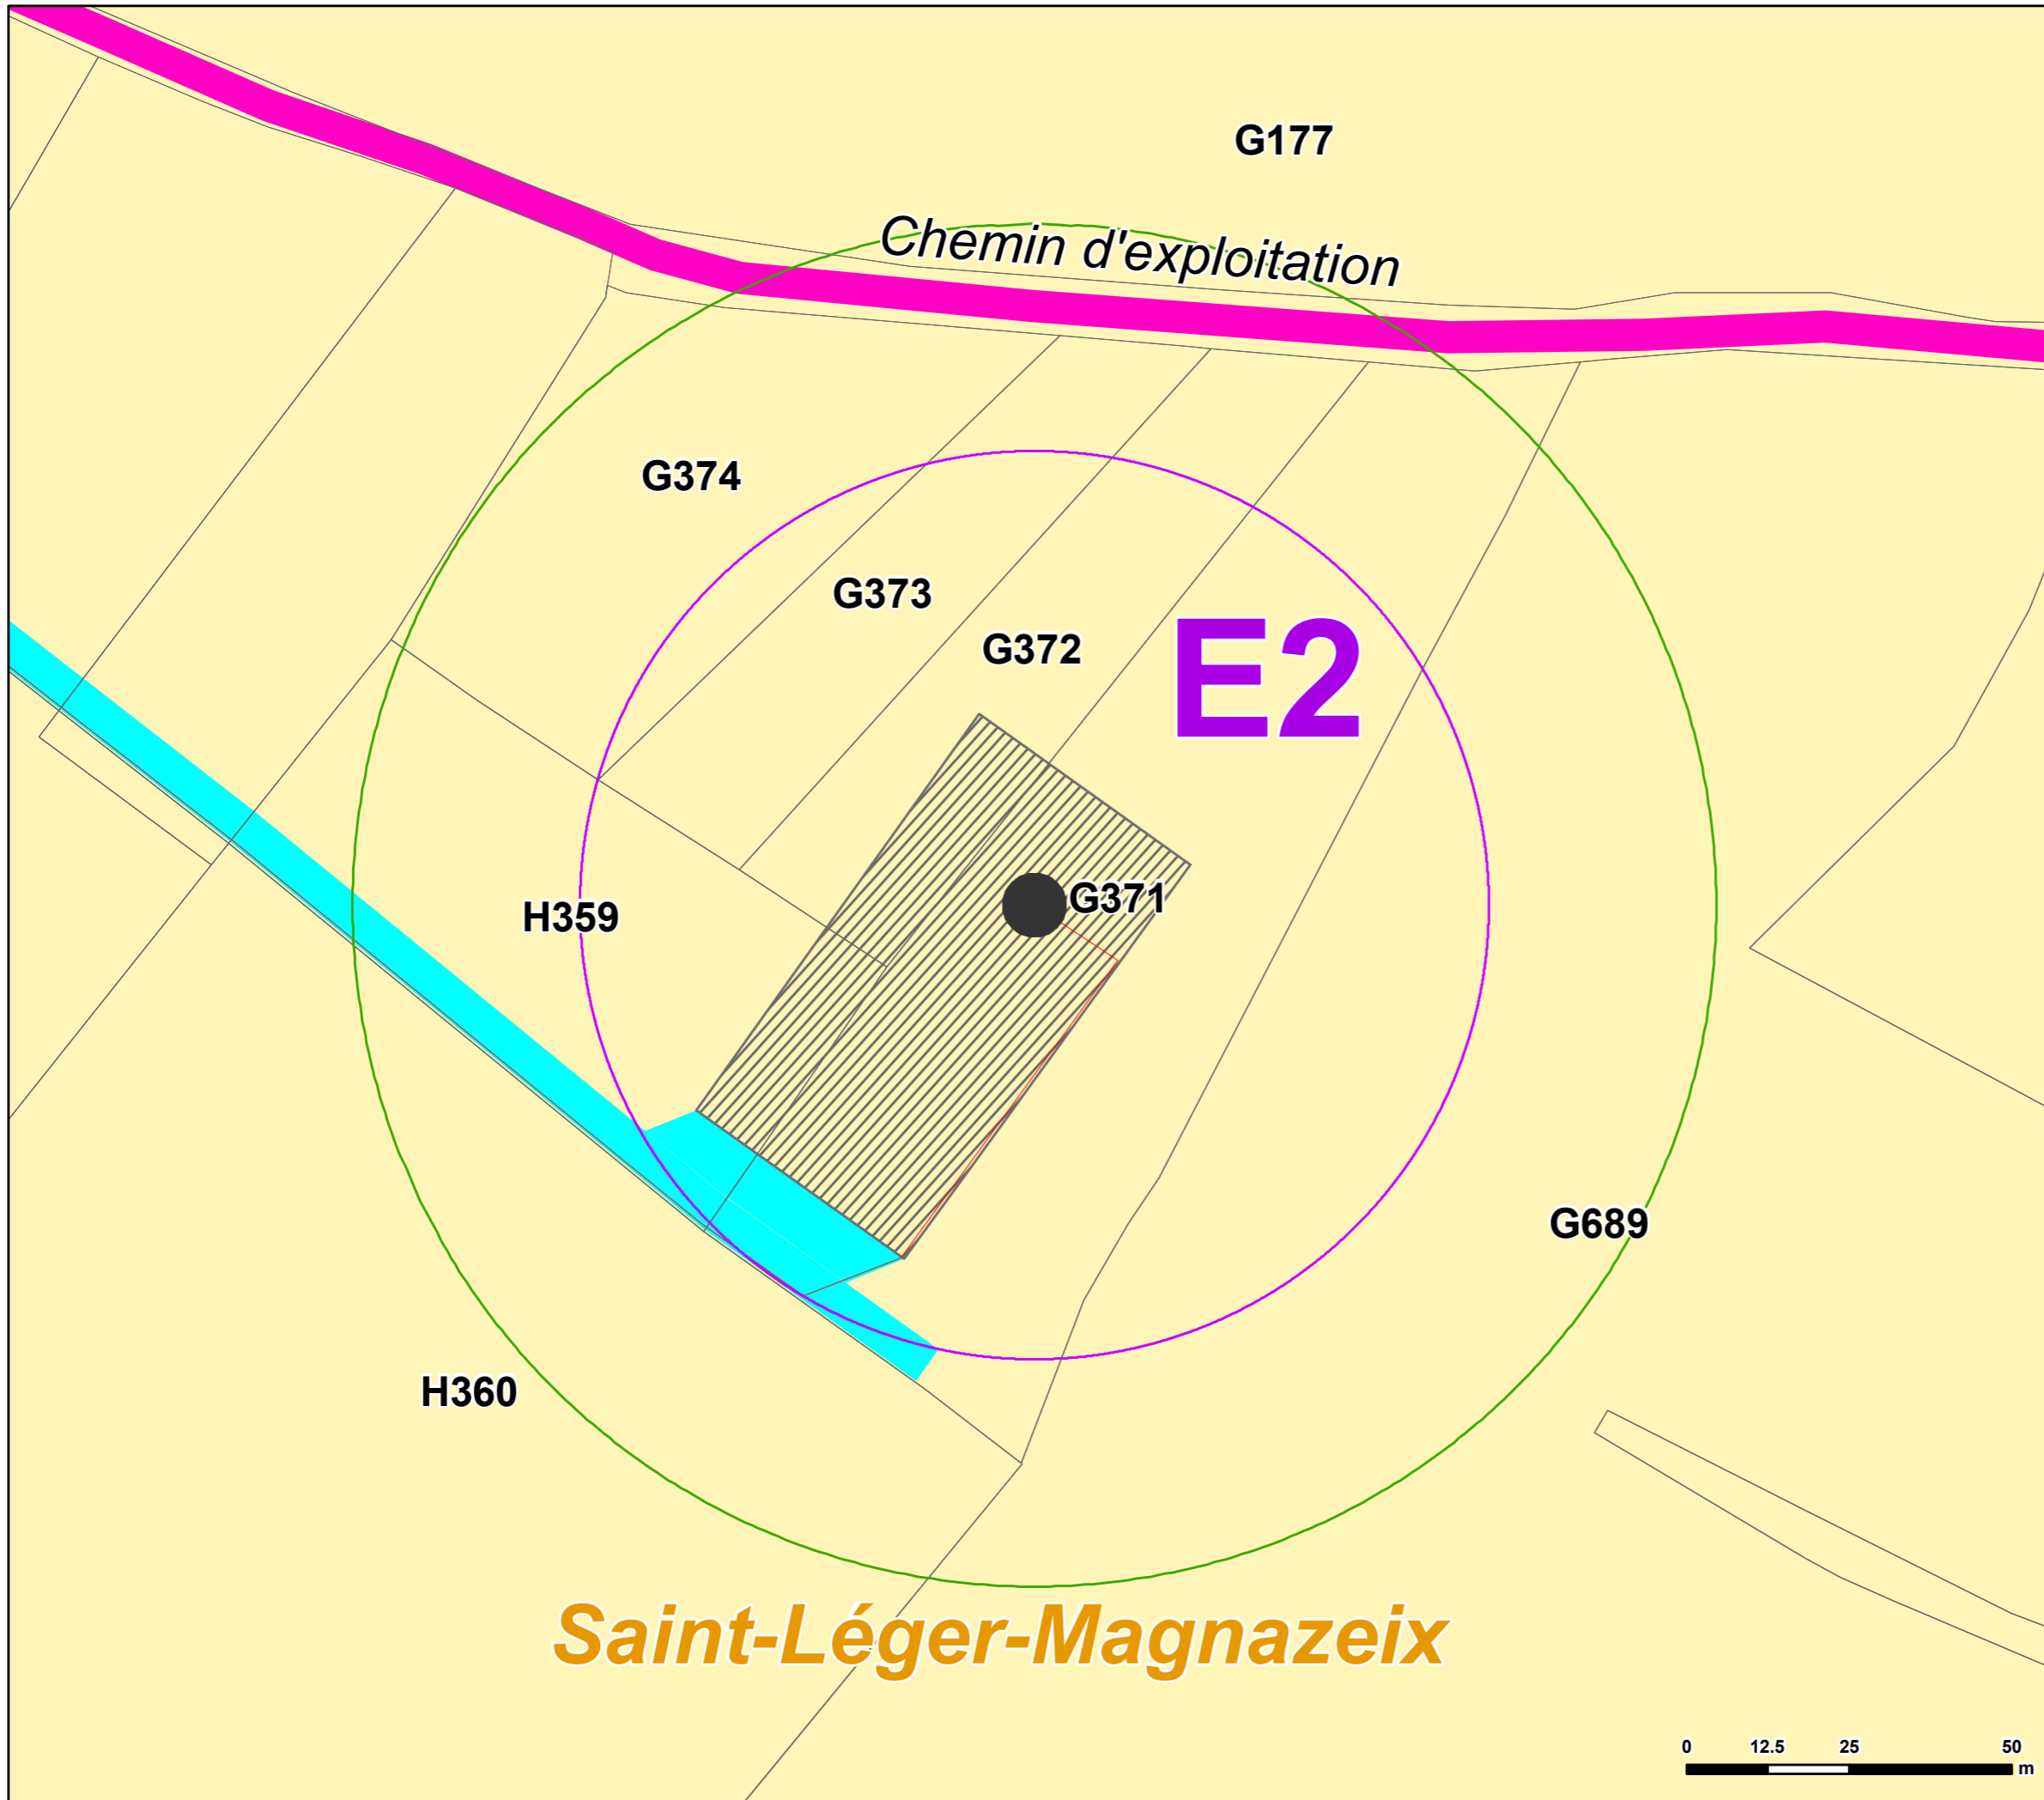 G177
Chemin d'exploitation
G374
G373
G372
E2
G371
H359
G689
H360
Saint-Léger-Magnazeix
0 12.5 25 50
m